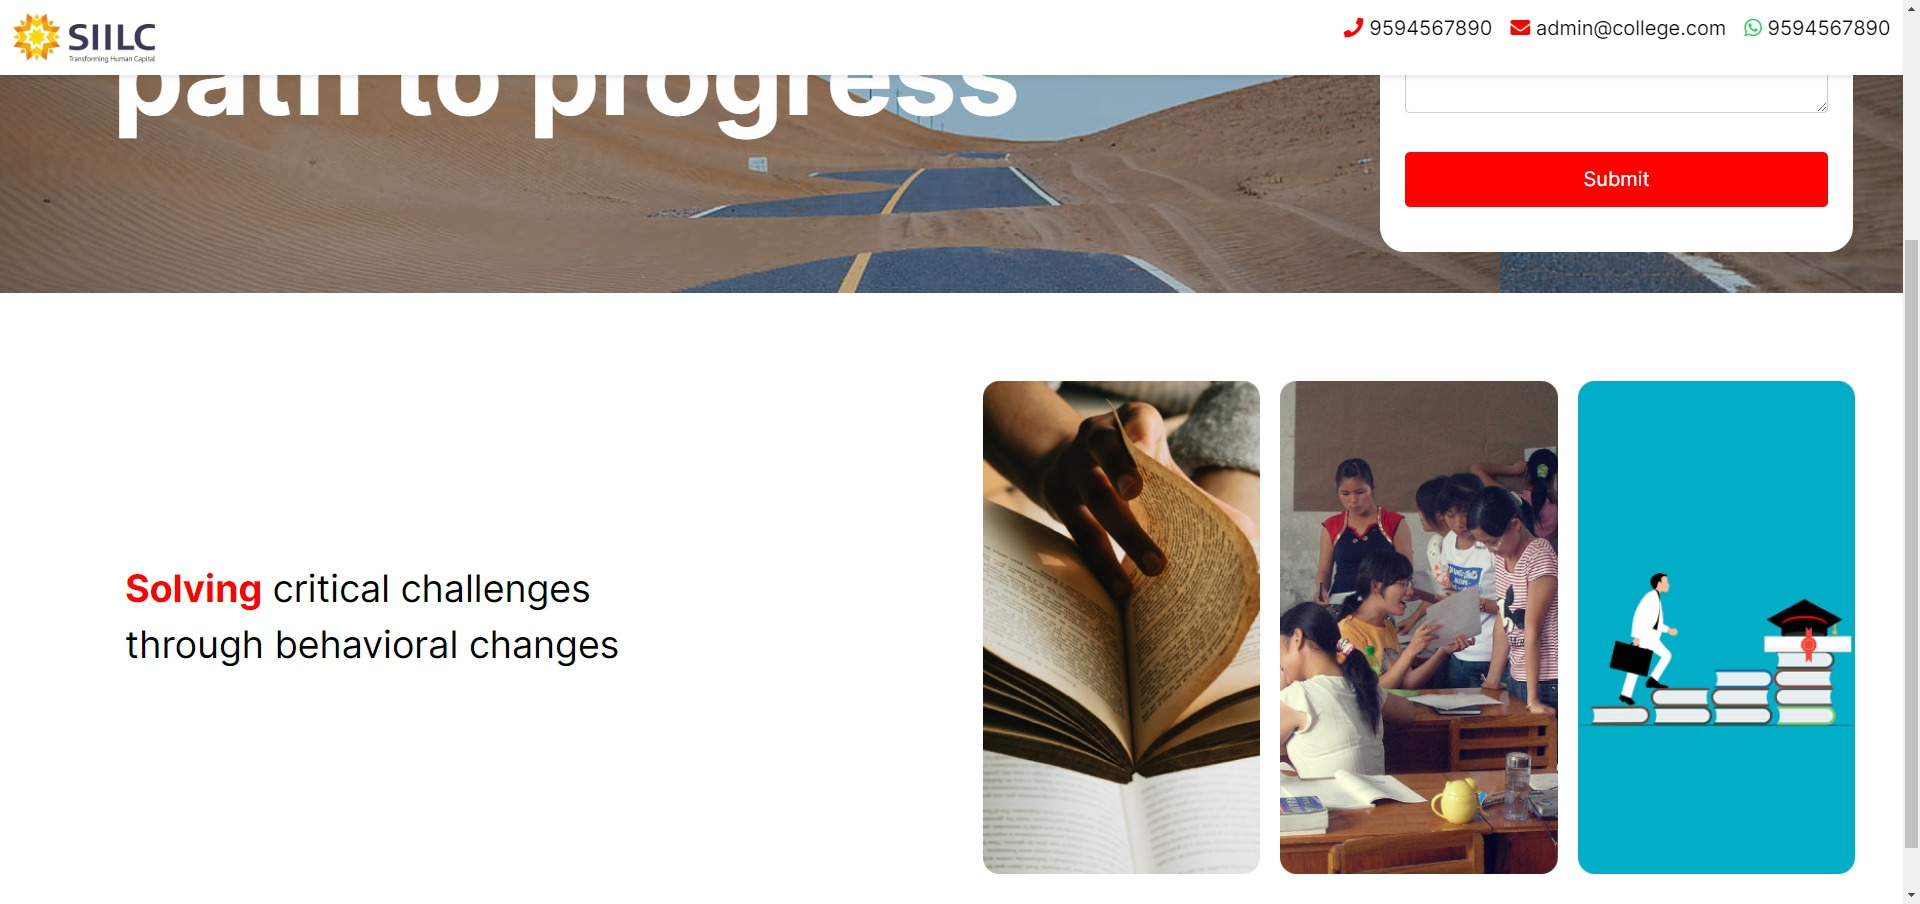 SIILC
Transforming Human Capital
9594567890
admin@college.com
9594567890
path to progress
Submit
Solving critical challenges
through behavioral changes